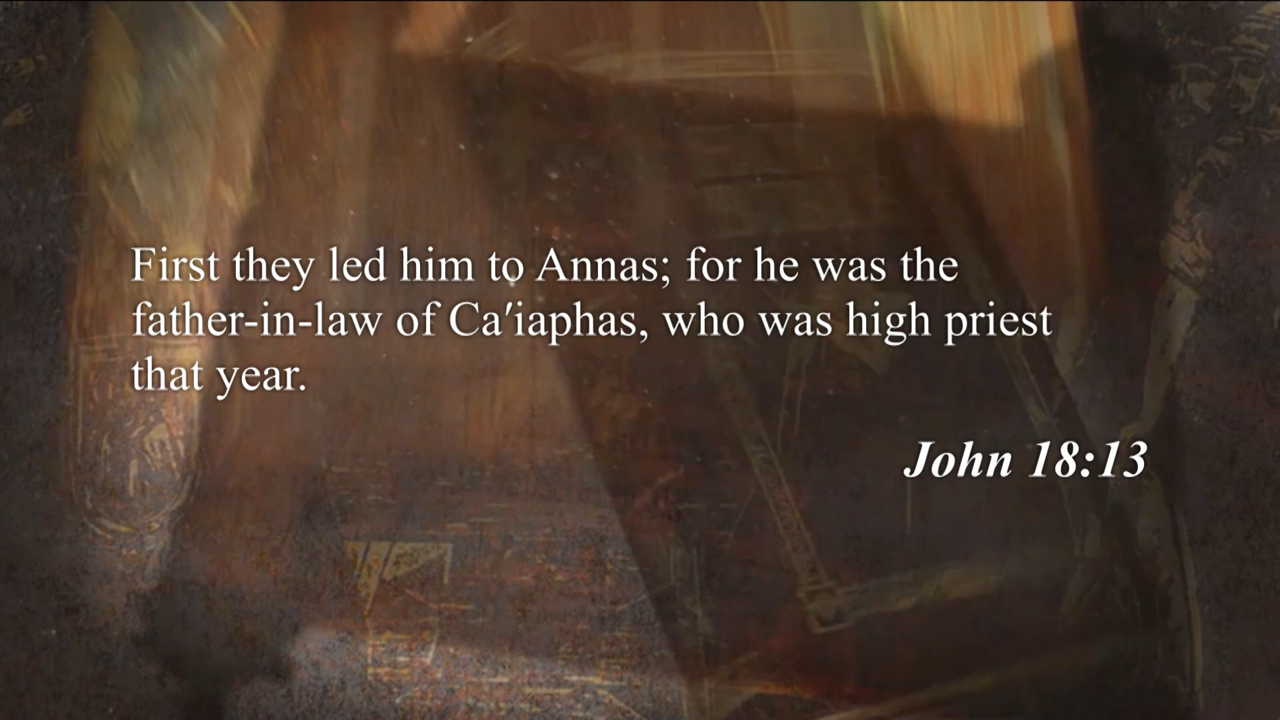 First they led him to Annas; for he was the
father-in-law of Ca′iaphas, who was high priest
that year.
John 18:13